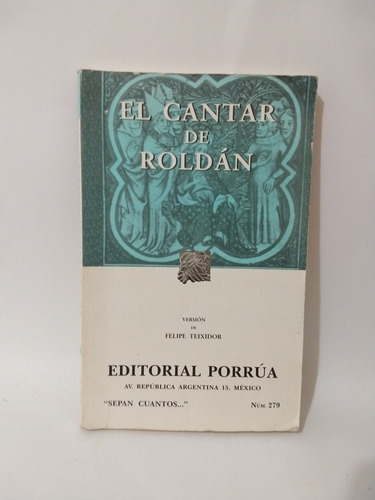 EL CANTAR
DE
ROLDÁN
VERSIÓN
DE
FELIPE TEIXIDOR
EDITORIAL PORRÚA
AV. REPÚBLICA ARGENTINA 15. MÉXICO
"SEPAN CUANTOS..." NÚM. 279